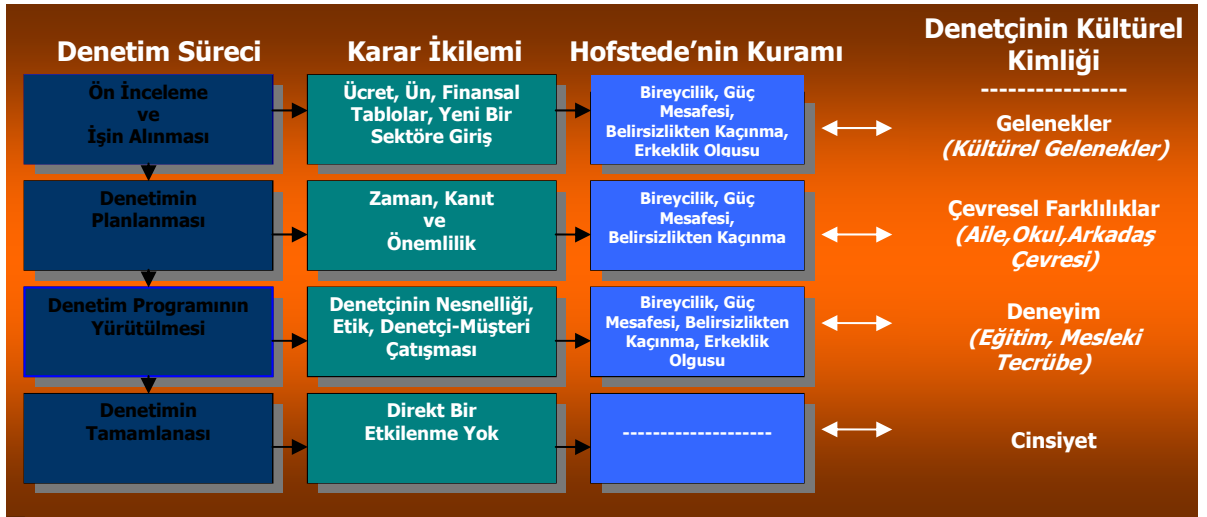 Denetim Süreci
Karar İkilemi
Hofstede’nin Kuramı
Denetçinin Kültürel
Kimliği
----------------
Ön İnceleme
ve
İşin Alınması
Ücret, Ün, Finansal
Tablolar, Yeni Bir
Sektöre Giriş
Bireycilik, Güç
Mesafesi,
Belirsizlikten Kaçınma,
Erkeklik Olgusu
Gelenekler
(Kültürel Gelenekler)
Denetimin
Planlanması
Zaman, Kanıt
ve
Önemlilik
Bireycilik, Güç
Mesafesi,
Belirsizlikten Kaçınma
Çevresel Farklılıklar
(Aile,Okul,Arkadaş
Çevresi)
Denetim Programının
Yürütülmesi
Denetçinin Nesnelliği,
Etik, Denetçi-Müşteri
Çatışması
Bireycilik, Güç
Mesafesi, Belirsizlikten
Kaçınma, Erkeklik
Olgusu
Deneyim
(Eğitim, Mesleki
Tecrübe)
Denetimin
Tamamlanası
Direkt Bir
Etkilenme Yok
--------------------
Cinsiyet